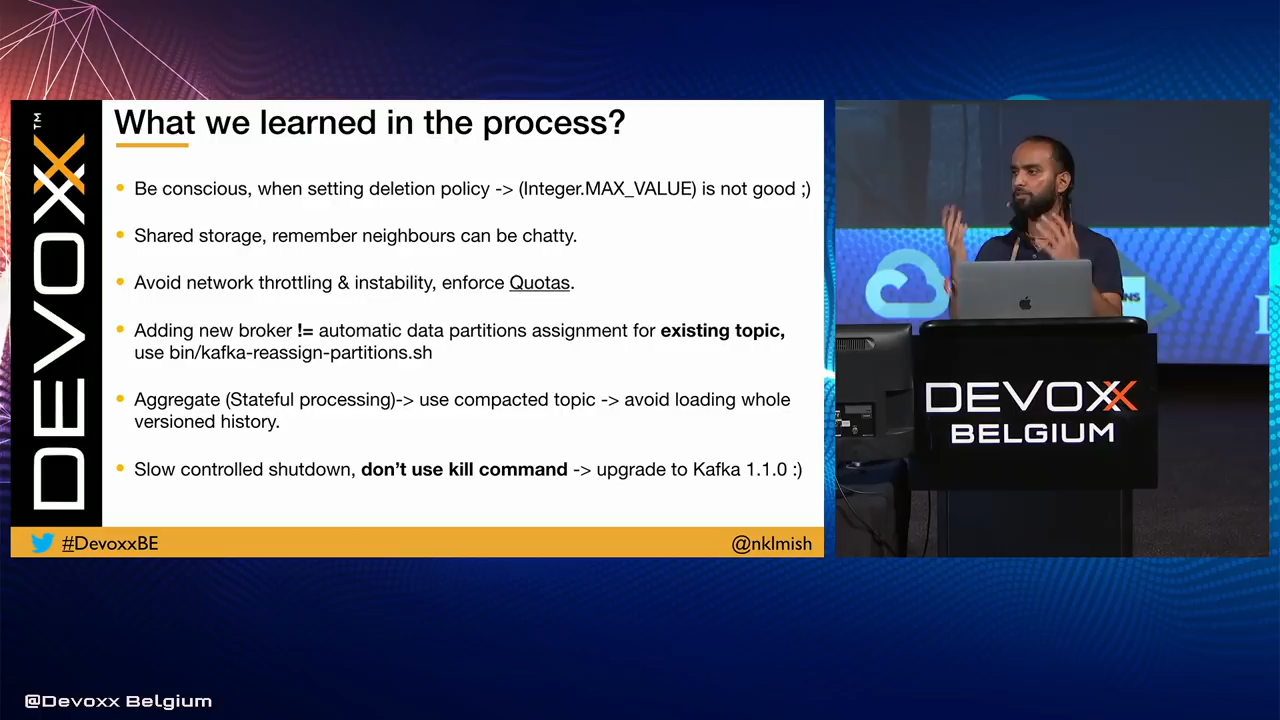 DEVOXX™
What we learned in the process?
Be conscious, when setting deletion policy -> (Integer.MAX_VALUE) is not good ;)
Shared storage, remember neighbours can be chatty.
Avoid network throttling & instability, enforce Quotas.
Adding new broker != automatic data partitions assignment for existing topic,
use bin/kafka-reassign-partitions.sh
Aggregate (Stateful processing)-> use compacted topic -> avoid loading whole
versioned history.
Slow controlled shutdown, don’t use kill command -> upgrade to Kafka 1.1.0 :)
#DevoxxBE
@nklmish
DEVOXX
BELGIUM
@Devoxx Belgium